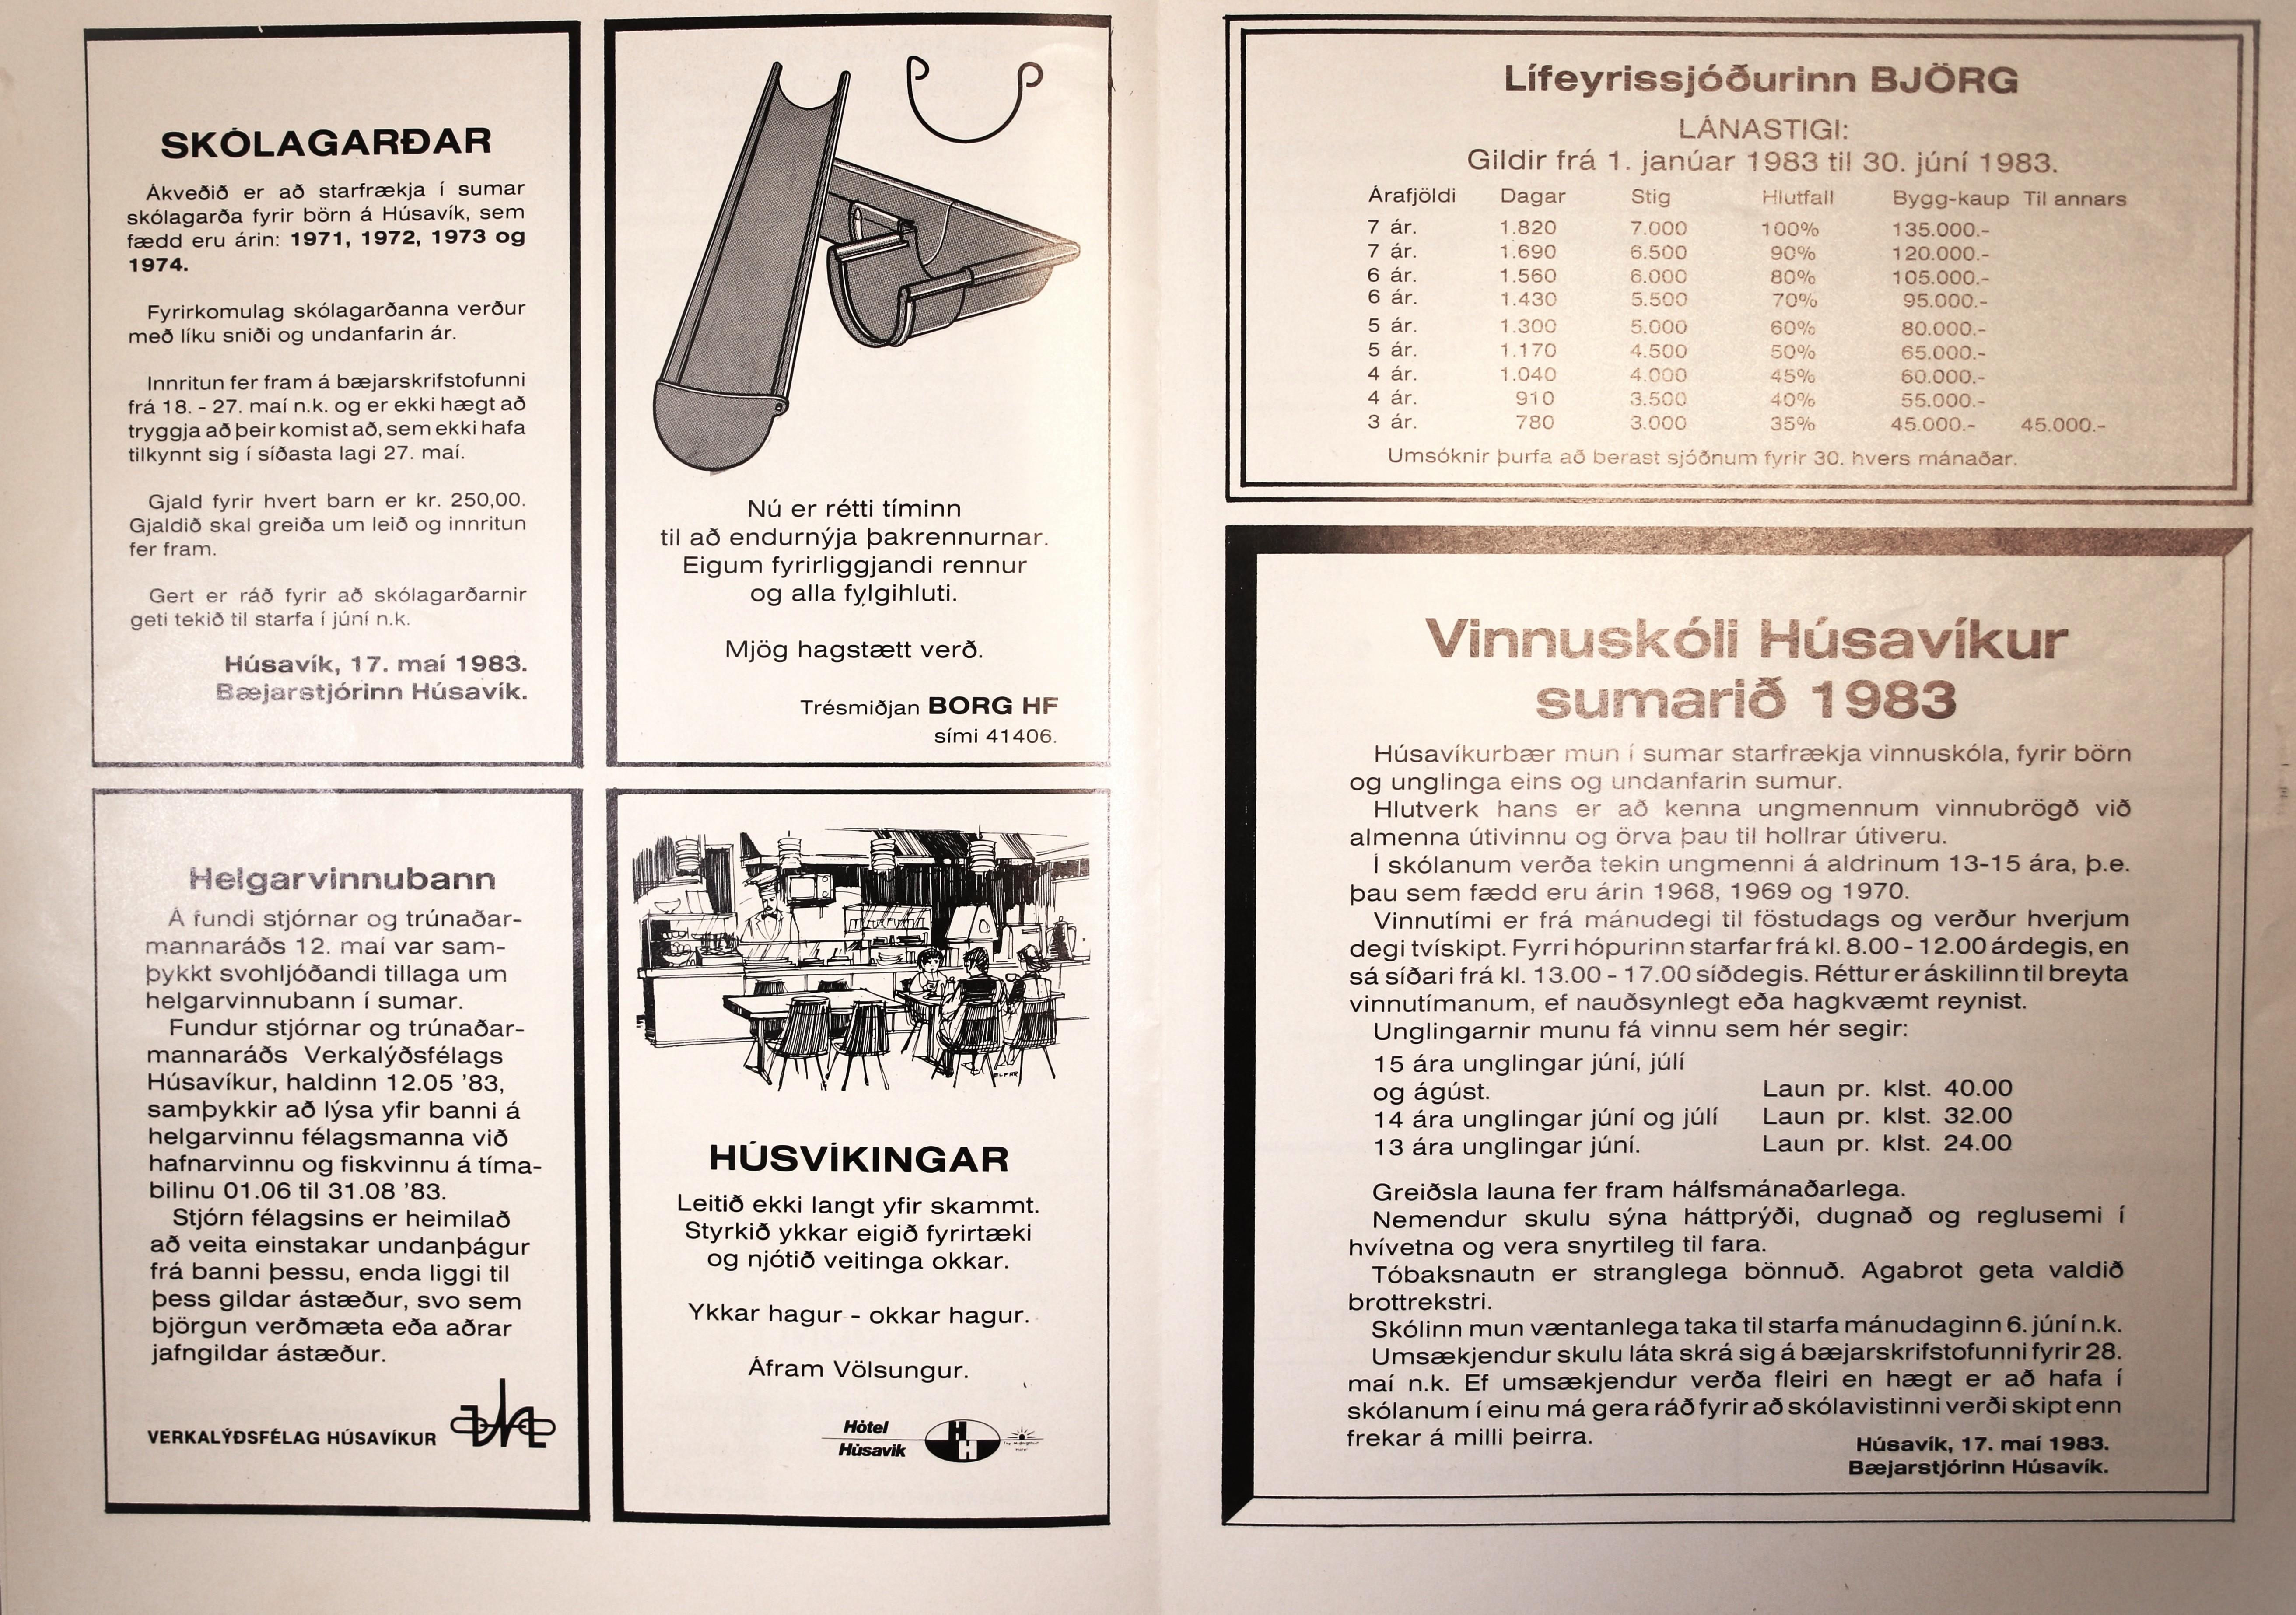 SKÓLAGARÐAR
Ákveðið er að starfrækja í sumar
skólagarða fyrir börn á Húsavík, sem
fædd eru árin: 1971, 1972, 1973 og
1974.
Fyrirkomulag skólagarðanna verður
með líku sniði og undanfarin ár.
Innritun fer fram á bæjarskrifstofunni
frá 18. - 27. maí n.k. og er ekki hægt að
tryggja að þeir komist að, sem ekki hafa
tilkynnt sig í síðasta lagi 27. maí.
Gjald fyrir hvert barn er kr. 250,00.
Gjaldið skal greiða um leið og innritun
fer fram.
Gert er ráð fyrir að skólagarðarnir
geti tekið til starfa í júní n.k.
Húsavík, 17. maí 1983.
Bæjarstjórinn Húsavík.
Nú er rétti tíminn
til að endurnýja þakrennurnar.
Eigum fyrirliggjandi rennur
og alla fylgihluti.
Mjög hagstætt verð.
Trésmiðjan BORG HF
sími 41406.
Helgarvinnubann
Á fundi stjórnar og trúnaðar-
mannaráðs 12. maí var sam-
þykkt svohljóðandi tillaga um
helgarvinnubann í sumar.
Fundur stjórnar og trúnaðar-
mannaráðs Verkalýðsfélags
Húsavíkur, haldinn 12.05 '83,
samþykkir að lýsa yfir banni á
helgarvinnu félagsmanna við
hafnarvinnu og fiskvinnu á tíma-
bilinu 01.06 til 31.08 '83.
Stjórn félagsins er heimilað
að veita einstakar undanþágur
frá banni þessu, enda liggi til
þess gildar ástæður, svo sem
björgun verðmæta eða aðrar
jafngildar ástæður.
VERKALÝÐSFÉLAG HÚSAVÍKUR
HÚSVÍKINGAR
Leitið ekki langt yfir skammt.
Styrkið ykkar eigið fyrirtæki
og njótið veitinga okkar.
Ykkar hagur - okkar hagur.
Áfram Völsungur.
Hótel
Húsavík
H
H
Lífeyrissjóðurinn BJÖRG
LÁNASTIGI:
Gildir frá 1. janúar 1983 til 30. júní 1983.
Árafjöldi Dagar Stig Hlutfall Bygg-kaup Til annars
7 ár. 1.820 7.000 100% 135.000.-
7 ár. 1.690 6.500 90% 120.000.-
6 ár. 1.560 6.000 80% 105.000.-
6 ár. 1.430 5.500 70% 95.000.-
5 ár. 1.300 5.000 60% 80.000.-
5 ár. 1.170 4.500 50% 65.000.-
4 ár. 1.040 4.000 45% 60.000.-
4 ár. 910 3.500 40% 55.000.-
3 ár. 780 3.000 35% 45.000.- 45.000.-
Umsóknir þurfa að berast sjóðnum fyrir 30. hvers mánaðar.
Vinnuskóli Húsavíkur
sumarið 1983
Húsavíkurbær mun í sumar starfrækja vinnuskóla, fyrir börn
og unglinga eins og undanfarin sumur.
Hlutverk hans er að kenna ungmennum vinnubrögð við
almenna útivinnu og örva þau til hollrar útiveru.
Í skólanum verða tekin ungmenni á aldrinum 13-15 ára, þ.e.
þau sem fædd eru árin 1968, 1969 og 1970.
Vinnutími er frá mánudegi til föstudags og verður hverjum
degi tvískipt. Fyrri hópurinn starfar frá kl. 8.00 - 12.00 árdegis, en
sá síðari frá kl. 13.00 - 17.00 síðdegis. Réttur er áskilinn til breyta
vinnutímanum, ef nauðsynlegt eða hagkvæmt reynist.
Unglingarnir munu fá vinnu sem hér segir:
15 ára unglingar júní, júlí
og ágúst. Laun pr. klst. 40.00
14 ára unglingar júní og júlí Laun pr. klst. 32.00
13 ára unglingar júní. Laun pr. klst. 24.00
Greiðsla launa fer fram hálfsmánaðarlega.
Nemendur skulu sýna háttprýði, dugnað og reglusemi í
hvívetna og vera snyrtileg til fara.
Tóbaksnautn er stranglega bönnuð. Agabrot geta valdið
brottrekstri.
Skólinn mun væntanlega taka til starfa mánudaginn 6. júní n.k.
Umsækjendur skulu láta skrá sig á bæjarskrifstofunni fyrir 28.
maí n.k. Ef umsækjendur verða fleiri en hægt er að hafa í
skólanum í einu má gera ráð fyrir að skólavistinni verði skipt enn
frekar á milli þeirra.
Húsavík, 17. maí 1983.
Bæjarstjórinn Húsavík.